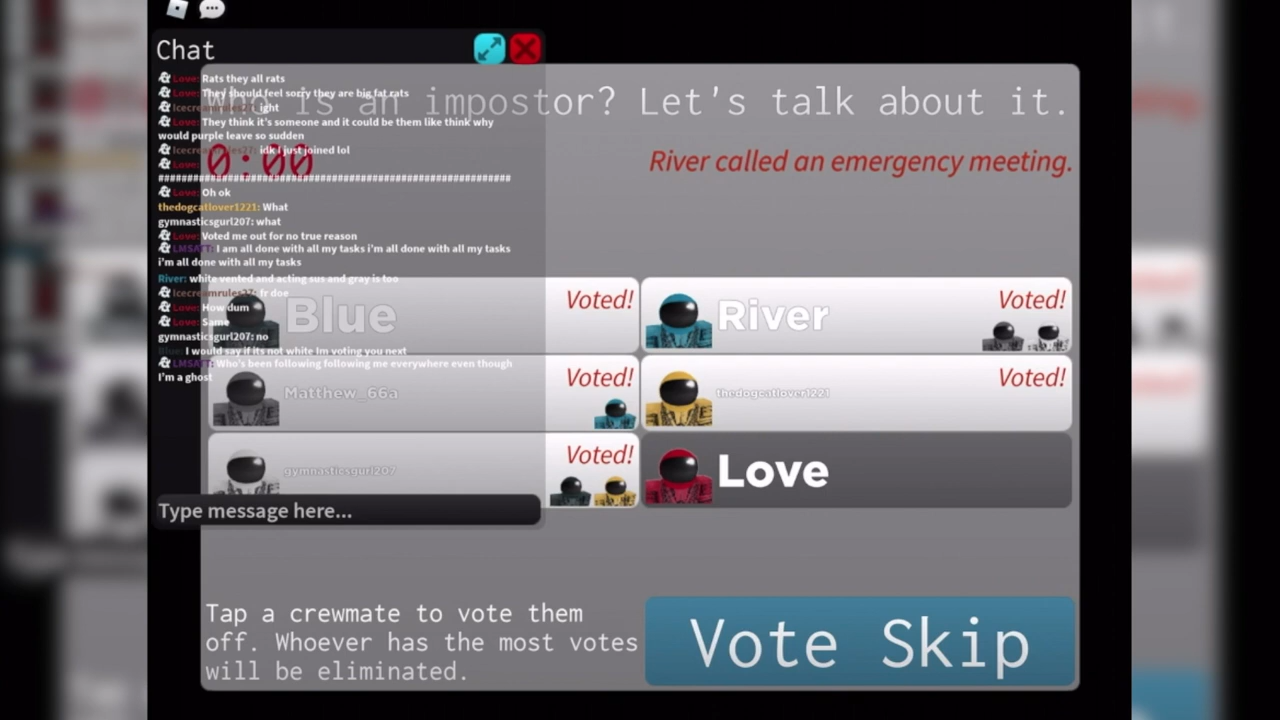 Chat
Love: Rats they all rats
Love: They should feel sorry they are big fat rats
Icecreamrules27: ight
Love: They think it's someone and it could be them like think why
would purple leave so sudden
Icecreamrules27: idk i just joined lol
Love:
################################################################
Love: Oh ok
thedogcatlover1221: What
gymnasticsgurl207: what
Love: Voted me out for no true reason
LMSATT: I am all done with all my tasks i'm all done with all my tasks
i'm all done with all my tasks
River: white vented and acting sus and gray is too
Icecreamrules27: fr doe
Love: How dum
Love: Same
gymnasticsgurl207: no
Blue: I would say if its not white Im voting you next
Who's been following following me everywhere even though
I'm a ghost
Type message here...
Who is an impostor? Let's talk about it.
0:00
River called an emergency meeting.
Blue
Voted!
River
Voted!
Matthew_66a
Voted!
thedogcatlover1221
Voted!
gymnasticsgurl207
Voted!
Love
Tap a crewmate to vote them
off. Whoever has the most votes
will be eliminated.
Vote Skip